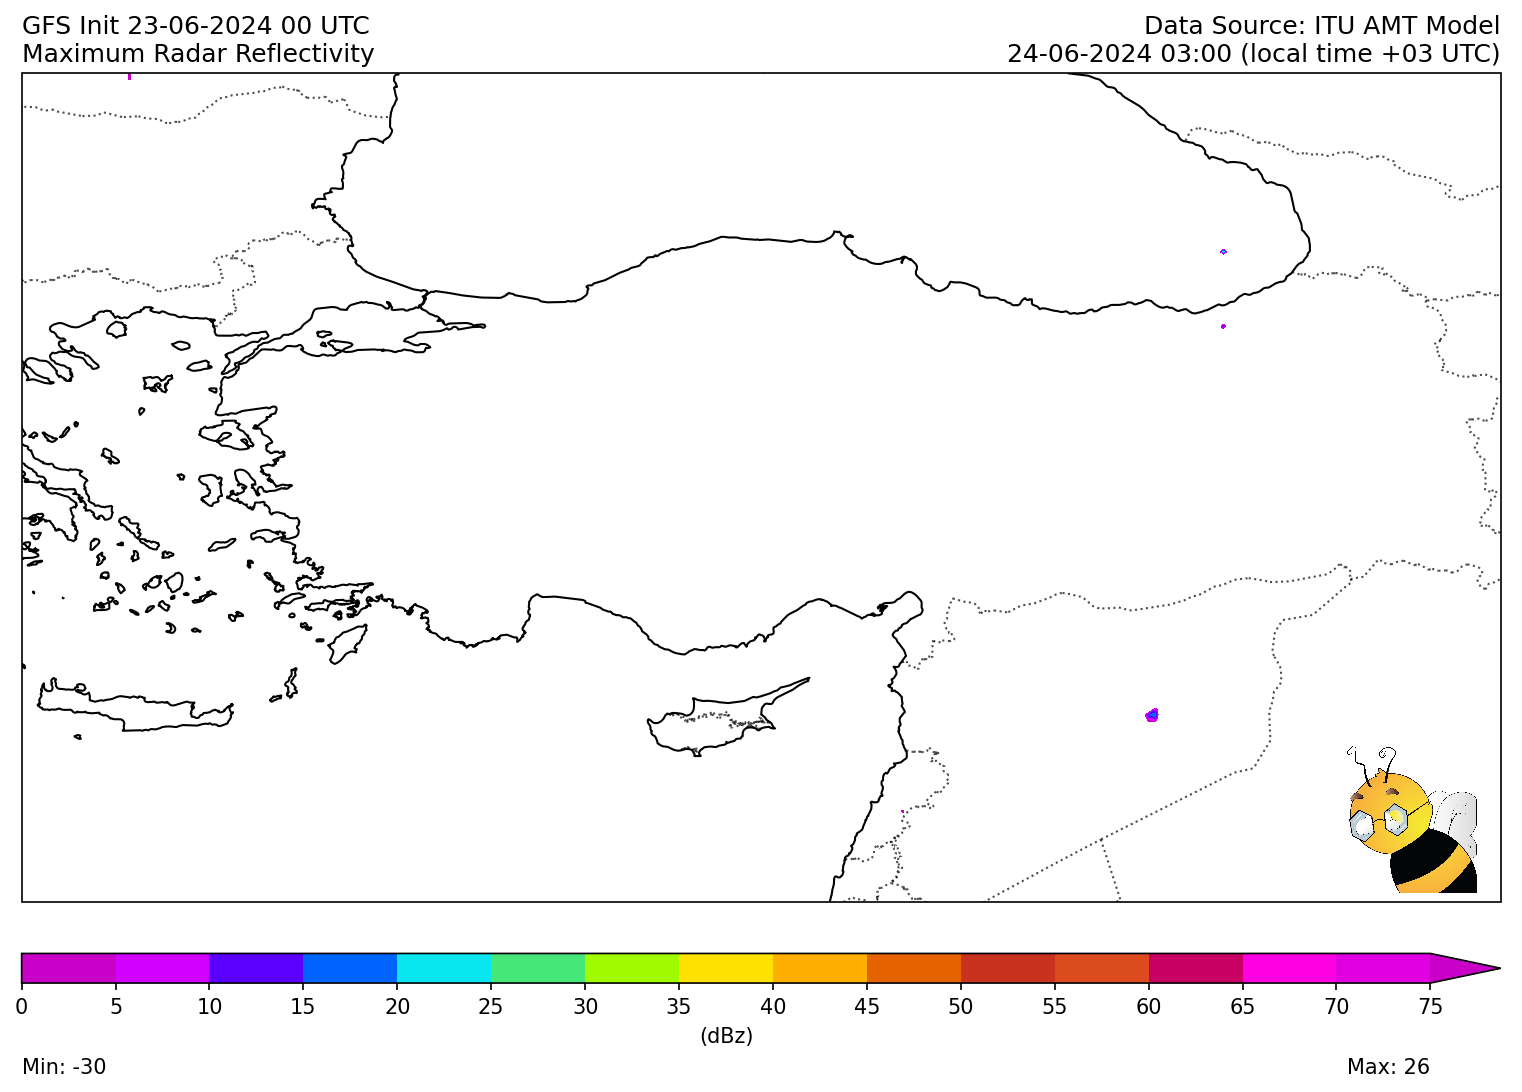 GFS Init 23-06-2024 00 UTC
Maximum Radar Reflectivity
Data Source: ITU AMT Model
24-06-2024 03:00 (local time +03 UTC)
0 5 10 15 20 25 30 35 40 45 50 55 60 65 70 75
(dBz)
Min: -30
Max: 26